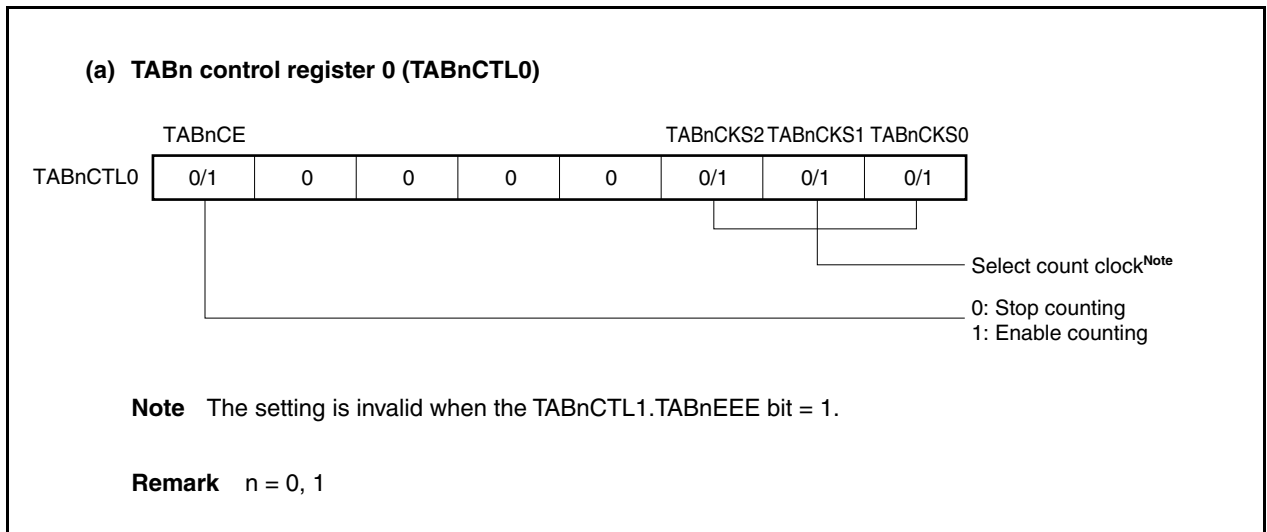 (a) TABn control register 0 (TABnCTL0)
TABnCE TABnCKS2 TABnCKS1 TABnCKS0
TABnCTL0 0/1 0 0 0 0 0/1 0/1 0/1
Select count clockNote
0: Stop counting
1: Enable counting
Note The setting is invalid when the TABnCTL1.TABnEEE bit = 1.
Remark n = 0, 1